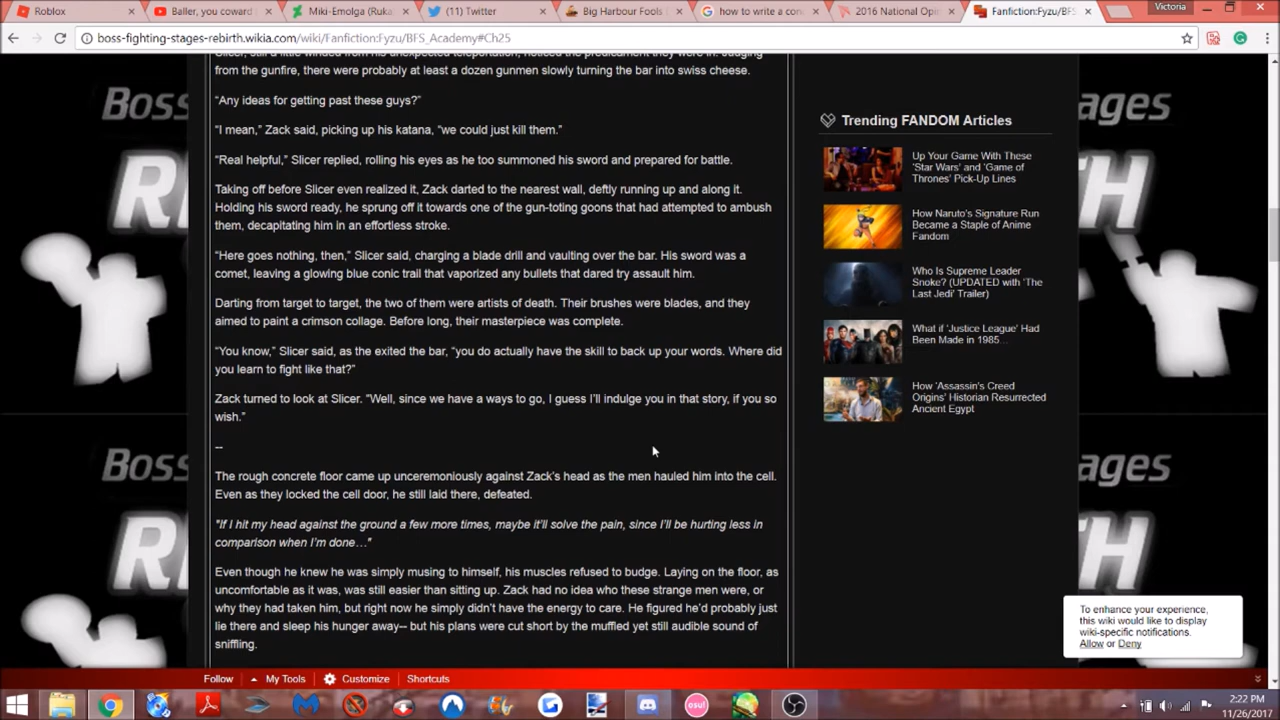 Roblox
Baller, you coward
Miki-Emolga (Ruka
(11) Twitter
Big Harbour Fools
how to write a con
2016 National Opi
Fanfiction:Fyzu/BFS
Victoria
boss-fighting-stages-rebirth.wikia.com/wiki/Fanfiction:Fyzu/BFS_Academy#Ch25
Slicer, still a little winded from his unexpected teleportation, noticed the predicament they were in. Judging
from the gunfire, there were probably at least a dozen gunmen slowly turning the bar into swiss cheese.
“Any ideas for getting past these guys?”
“I mean,” Zack said, picking up his katana, “we could just kill them.”
“Real helpful,” Slicer replied, rolling his eyes as he too summoned his sword and prepared for battle.
Taking off before Slicer even realized it, Zack darted to the nearest wall, deftly running up and along it.
Holding his sword ready, he sprung off it towards one of the gun-toting goons that had attempted to ambush
them, decapitating him in an effortless stroke.
“Here goes nothing, then,” Slicer said, charging a blade drill and vaulting over the bar. His sword was a
comet, leaving a glowing blue conic trail that vaporized any bullets that dared try assault him.
Darting from target to target, the two of them were artists of death. Their brushes were blades, and they
aimed to paint a crimson collage. Before long, their masterpiece was complete.
“You know,” Slicer said, as the exited the bar, “you do actually have the skill to back up your words. Where did
you learn to fight like that?”
Zack turned to look at Slicer. “Well, since we have a ways to go, I guess I’ll indulge you in that story, if you so
wish.”
--
The rough concrete floor came up unceremoniously against Zack’s head as the men hauled him into the cell.
Even as they locked the cell door, he still laid there, defeated.
"If I hit my head against the ground a few more times, maybe it’ll solve the pain, since I’ll be hurting less in
comparison when I’m done…"
Even though he knew he was simply musing to himself, his muscles refused to budge. Laying on the floor, as
uncomfortable as it was, was still easier than sitting up. Zack had no idea who these strange men were, or
why they had taken him, but right now he simply didn’t have the energy to care. He figured he’d probably just
lie there and sleep his hunger away-- but his plans were cut short by the muffled yet still audible sound of
sniffling.
Trending FANDOM Articles
Up Your Game With These
'Star Wars' and 'Game of
Thrones' Pick-Up Lines
How Naruto's Signature Run
Became a Staple of Anime
Fandom
Who Is Supreme Leader
Snoke? (UPDATED with 'The
Last Jedi' Trailer)
What if 'Justice League' Had
Been Made in 1985…
How 'Assassin's Creed
Origins' Historian Resurrected
Ancient Egypt
Boss
R
ages
TH
Boss
R
ages
TH
To enhance your experience,
this wiki would like to display
wiki-specific notifications.
Allow or Deny
Follow
My Tools
Customize
Shortcuts
osu!
2:22 PM
11/26/2017